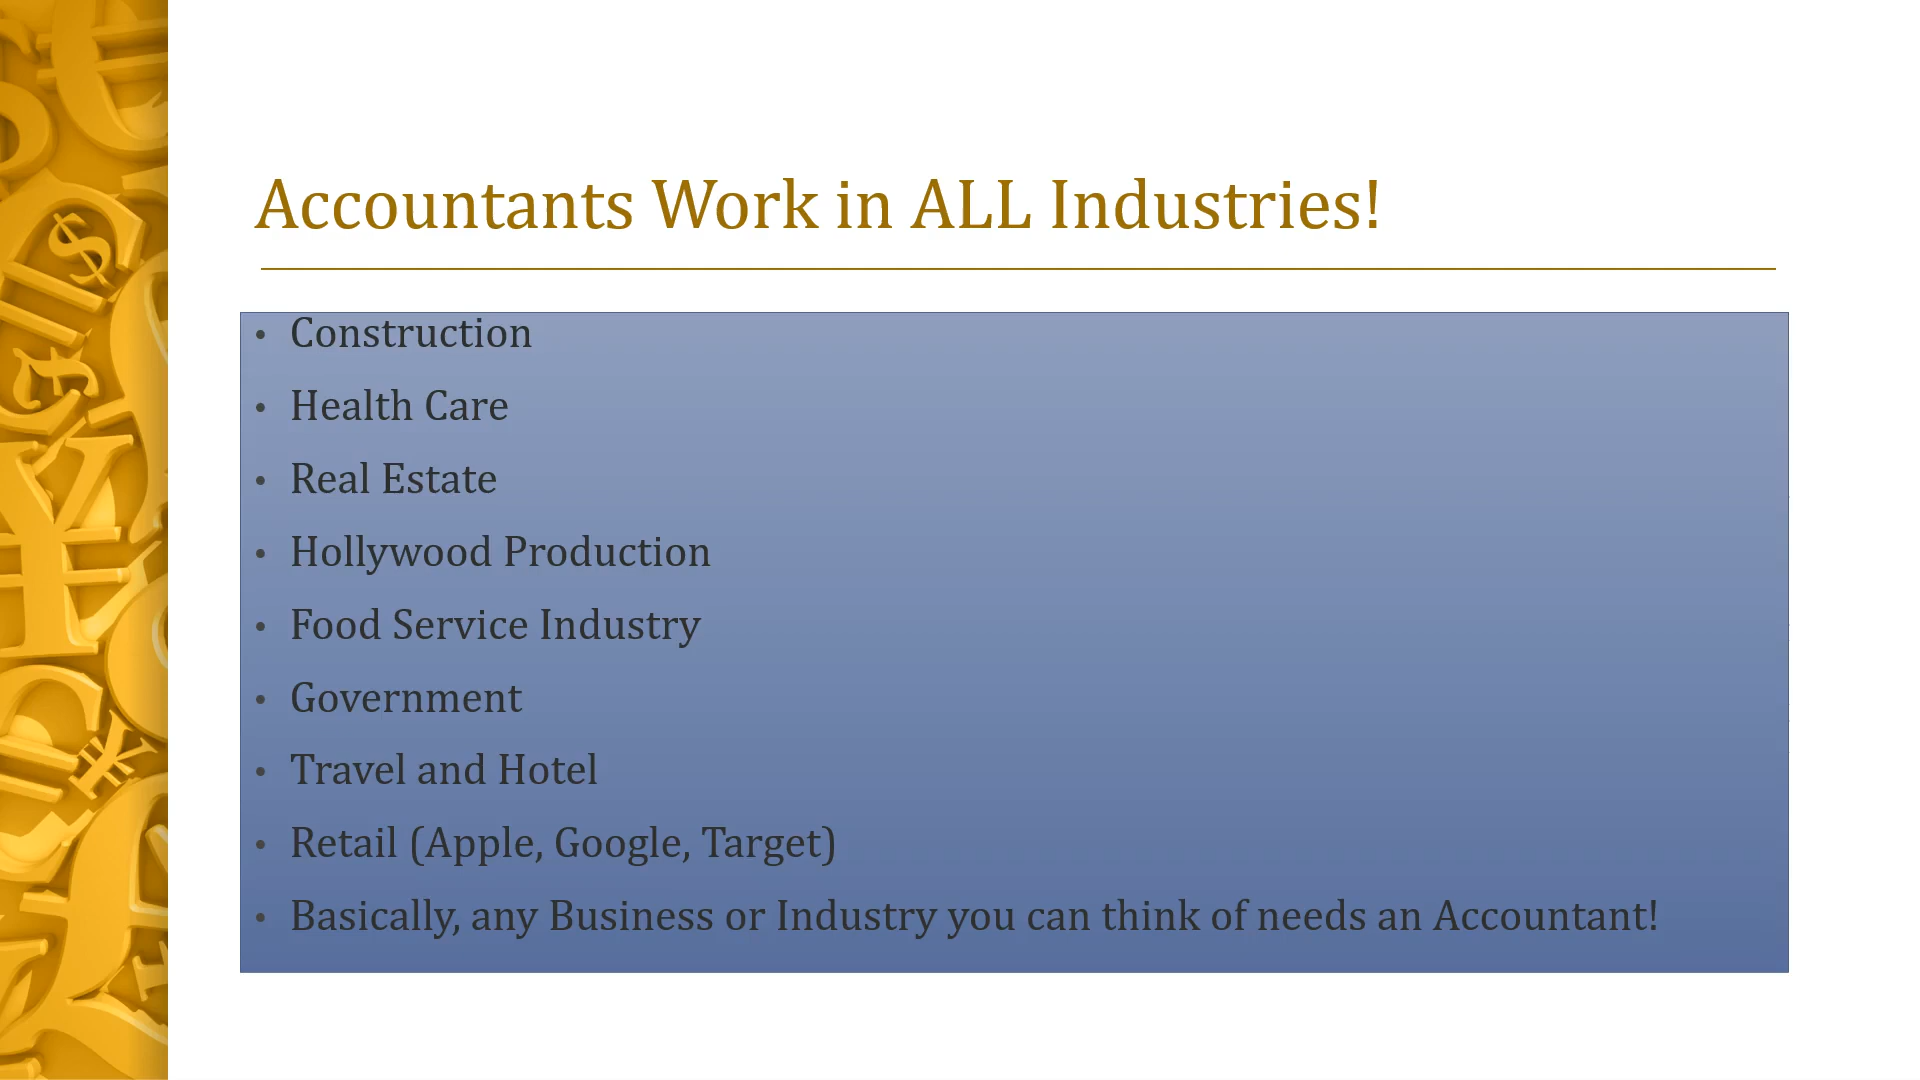 Accountants Work in ALL Industries!
• Construction
• Health Care
• Real Estate
• Hollywood Production
• Food Service Industry
• Government
• Travel and Hotel
• Retail (Apple, Google, Target)
• Basically, any Business or Industry you can think of needs an Accountant!